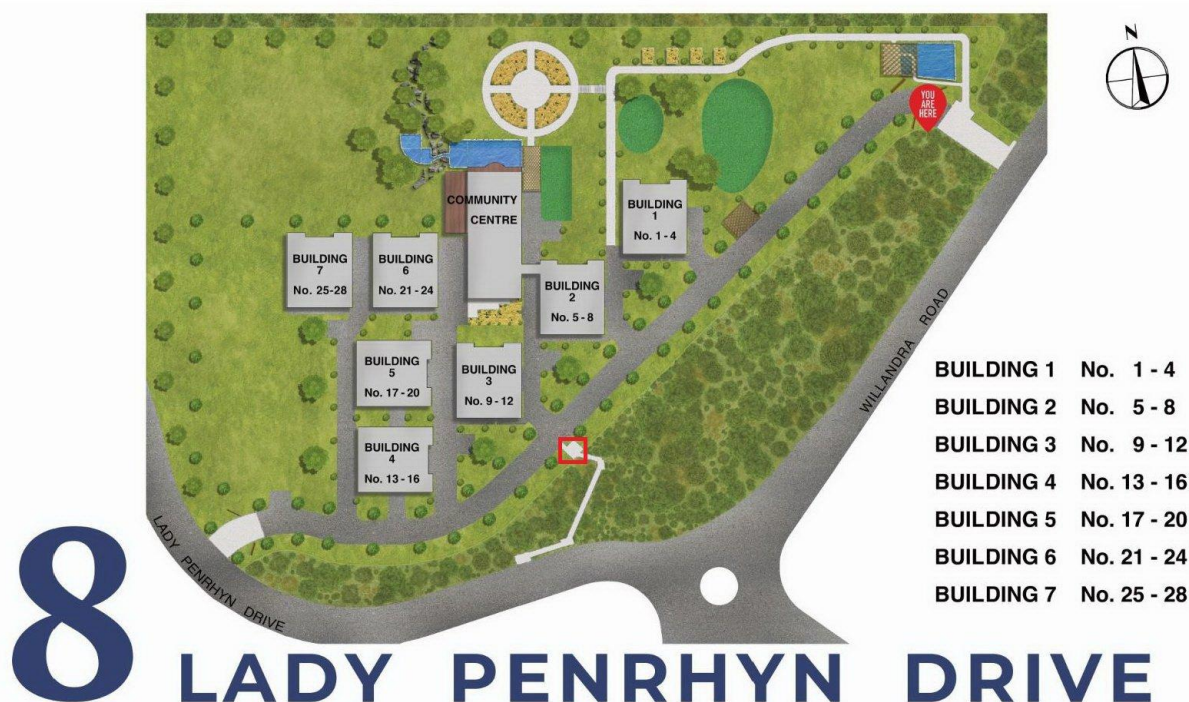 N
YOU
ARE
HERE
COMMUNITY
CENTRE
BUILDING
1
No. 1 - 4
BUILDING
7
No. 25-28
BUILDING
6
No. 21 - 24
BUILDING
2
No. 5 - 8
BUILDING
5
No. 17 - 20
BUILDING
3
No. 9 - 12
BUILDING
4
No. 13 - 16
WILLANDRA ROAD
LADY PENRHYN DRIVE
BUILDING 1 No. 1 - 4
BUILDING 2 No. 5 - 8
BUILDING 3 No. 9 - 12
BUILDING 4 No. 13 - 16
BUILDING 5 No. 17 - 20
BUILDING 6 No. 21 - 24
BUILDING 7 No. 25 - 28
8 LADY PENRHYN DRIVE